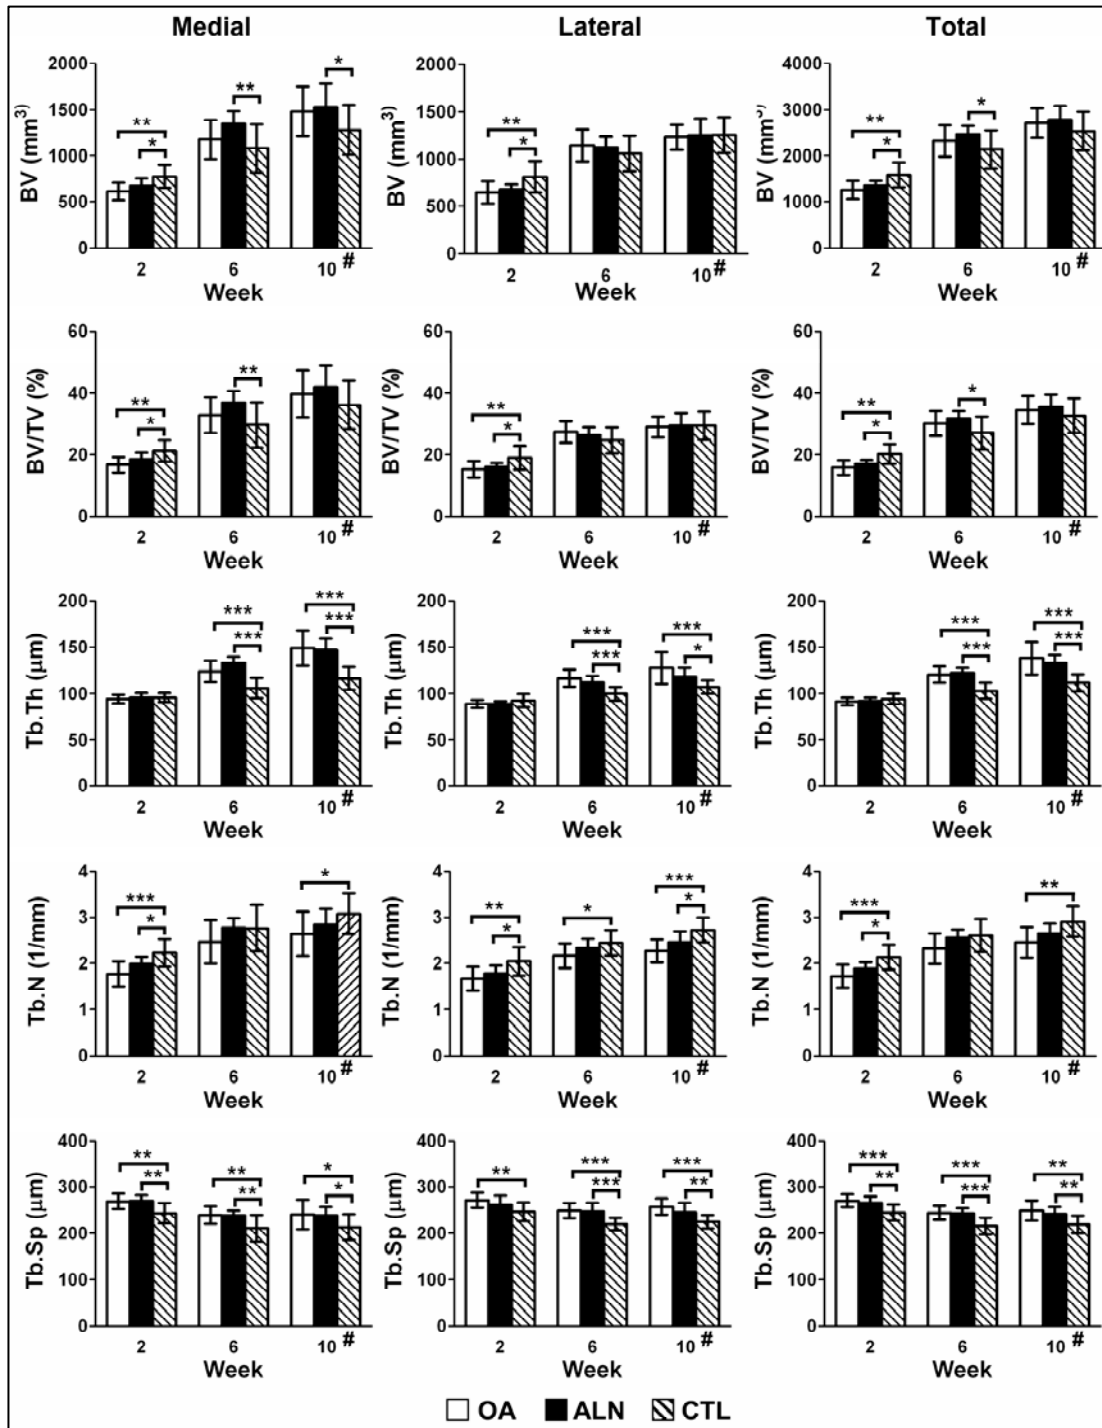 Medial Lateral Total
BV (mm³)
2000
1500
1000
500
0
** * ** *
2 6 10 #
Week
BV (mm³)
2000
1500
1000
500
0
** *
2 6 10 #
Week
BV (mm³)
4000
3000
2000
1000
0
** * *
2 6 10 #
Week
BV/TV (%)
60
40
20
0
** * **
2 6 10 #
Week
BV/TV (%)
60
40
20
0
** *
2 6 10 #
Week
BV/TV (%)
60
40
20
0
** * *
2 6 10 #
Week
Tb.Th (μm)
200
150
100
50
0
*** *** *** ***
2 6 10 #
Week
Tb.Th (μm)
200
150
100
50
0
*** *** *** *
2 6 10 #
Week
Tb.Th (μm)
200
150
100
50
0
*** *** *** ***
2 6 10 #
Week
Tb.N (1/mm)
4
3
2
1
0
*** * *
2 6 10 #
Week
Tb.N (1/mm)
4
3
2
1
0
** * * *** *
2 6 10 #
Week
Tb.N (1/mm)
4
3
2
1
0
*** * **
2 6 10 #
Week
Tb.Sp (μm)
400
300
200
100
0
** ** ** ** * *
2 6 10 #
Week
Tb.Sp (μm)
400
300
200
100
0
** *** *** *** **
2 6 10 #
Week
Tb.Sp (μm)
400
300
200
100
0
*** ** *** *** ** **
2 6 10 #
Week
OA ALN CTL